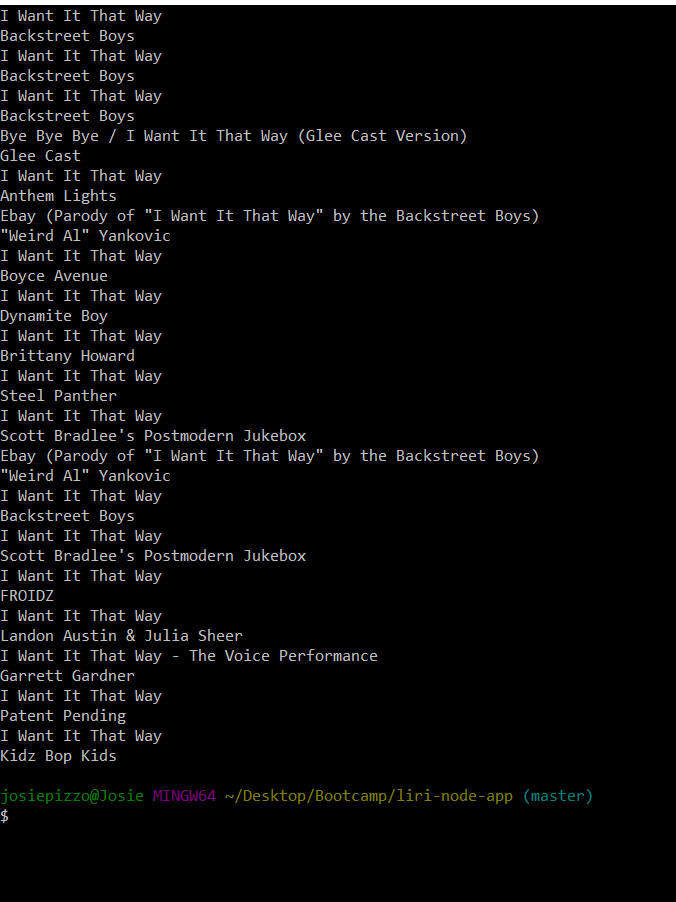 I Want It That Way
Backstreet Boys
I Want It That Way
Backstreet Boys
I Want It That Way
Backstreet Boys
Bye Bye Bye / I Want It That Way (Glee Cast Version)
Glee Cast
I Want It That Way
Anthem Lights
Ebay (Parody of "I Want It That Way" by the Backstreet Boys)
"Weird Al" Yankovic
I Want It That Way
Boyce Avenue
I Want It That Way
Dynamite Boy
I Want It That Way
Brittany Howard
I Want It That Way
Steel Panther
I Want It That Way
Scott Bradlee's Postmodern Jukebox
Ebay (Parody of "I Want It That Way" by the Backstreet Boys)
"Weird Al" Yankovic
I Want It That Way
Backstreet Boys
I Want It That Way
Scott Bradlee's Postmodern Jukebox
I Want It That Way
FROIDZ
I Want It That Way
Landon Austin & Julia Sheer
I Want It That Way - The Voice Performance
Garrett Gardner
I Want It That Way
Patent Pending
I Want It That Way
Kidz Bop Kids
josiepizzo@Josie MINGW64 ~/Desktop/Bootcamp/liri-node-app (master)
$